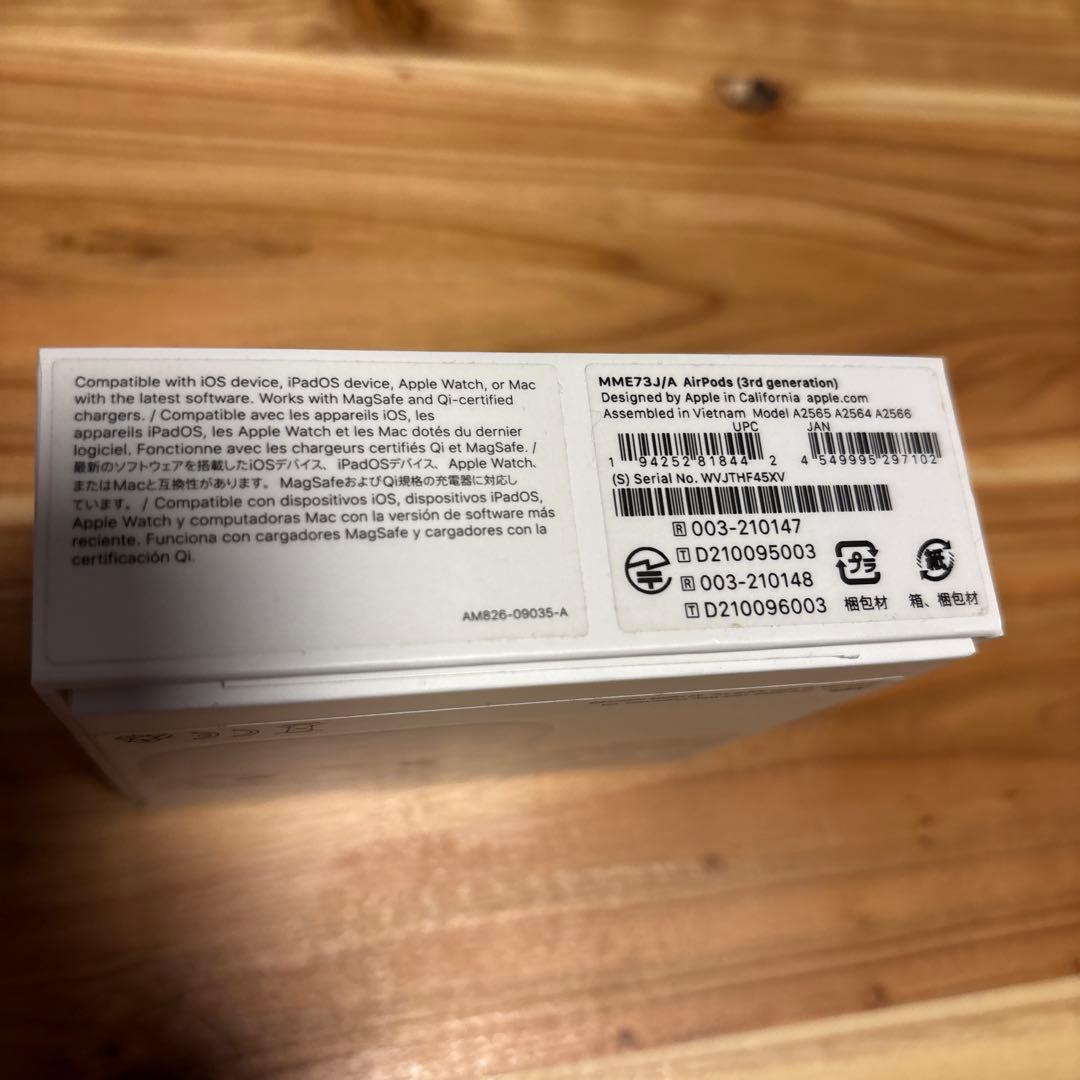 Compatible with iOS device, iPadOS device, Apple Watch, or Mac
with the latest software. Works with MagSafe and Qi-certified
chargers. / Compatible avec les appareils iOS, les
appareils iPadOS, les Apple Watch et les Mac dotés du dernier
logiciel. Fonctionne avec les chargeurs certifiés Qi et MagSafe. /
最新のソフトウェアを搭載したiOSデバイス、iPadOSデバイス、Apple Watch、
またはMacと互換性があります。MagSafeおよびQi規格の充電器に対応し
ています。 / Compatible con dispositivos iOS, dispositivos iPadOS,
Apple Watch y computadoras Mac con la versión de software más
reciente. Funciona con cargadores MagSafe y cargadores con la
certificación Qi.
AM826-09035-A
MME73J/A AirPods (3rd generation)
Designed by Apple in California apple.com
Assembled in Vietnam Model A2565 A2564 A2566
UPC JAN
1 94252 81844 2 4 549995 297102
(S) Serial No. WVJTHF45XV
R 003-210147
T D210095003
R 003-210148
T D210096003
プラ
梱包材
紙
箱、梱包材